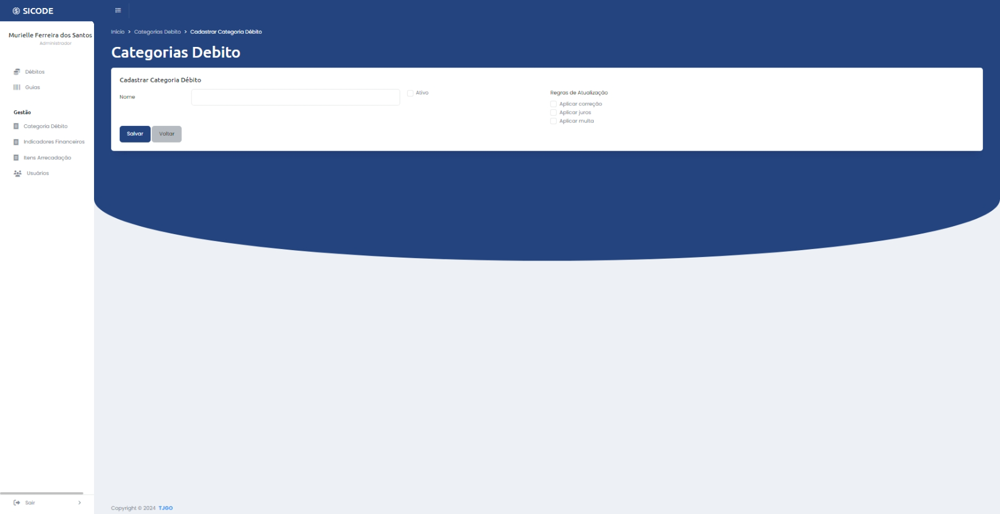 SICODE
Murielle Ferreira dos Santos
Administrador
Débitos
Guias
Gestão
Categoria Débito
Indicadores Financeiros
Itens Arrecadação
Usuários
Sair
Início > Categorias Debito > Cadastrar Categoria Débito
Categorias Debito
Cadastrar Categoria Débito
Nome
Ativo
Regras de Atualização
Aplicar correção
Aplicar juros
Aplicar multa
Salvar
Voltar
Copyright © 2024 TJGO